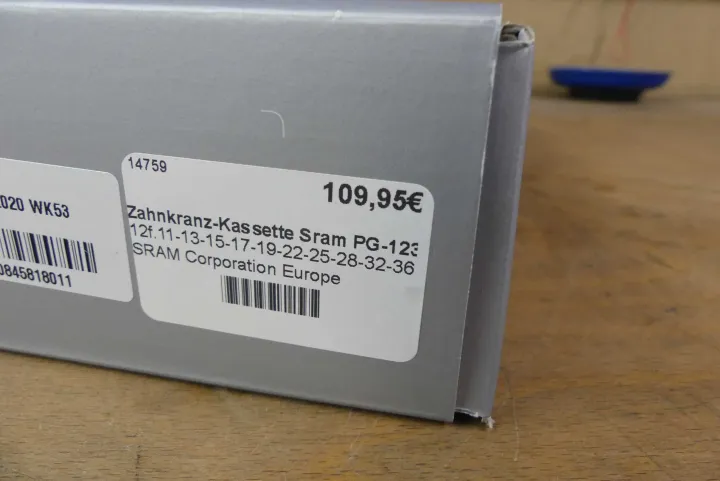 2020 WK53
0845818011
14759
109,95€
Zahnkranz-Kassette Sram PG-123
12f.11-13-15-17-19-22-25-28-32-36
SRAM Corporation Europe